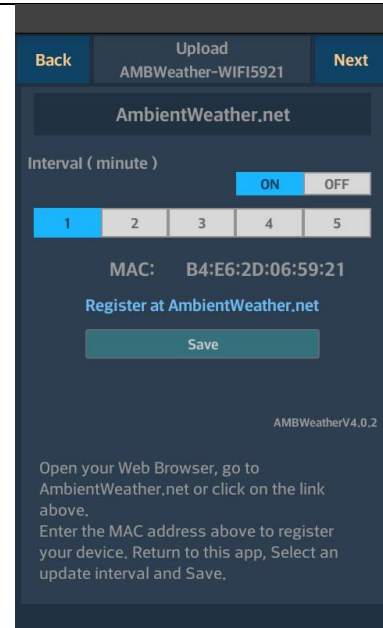 Back
Upload
AMBWeather-WIFI5921
Next
AmbientWeather.net
Interval ( minute )
ON
OFF
1
2
3
4
5
MAC: B4:E6:2D:06:59:21
Register at AmbientWeather.net
Save
AMBWeatherV4.0.2
Open your Web Browser, go to
AmbientWeather.net or click on the link
above.
Enter the MAC address above to register
your device. Return to this app, Select an
update interval and Save.